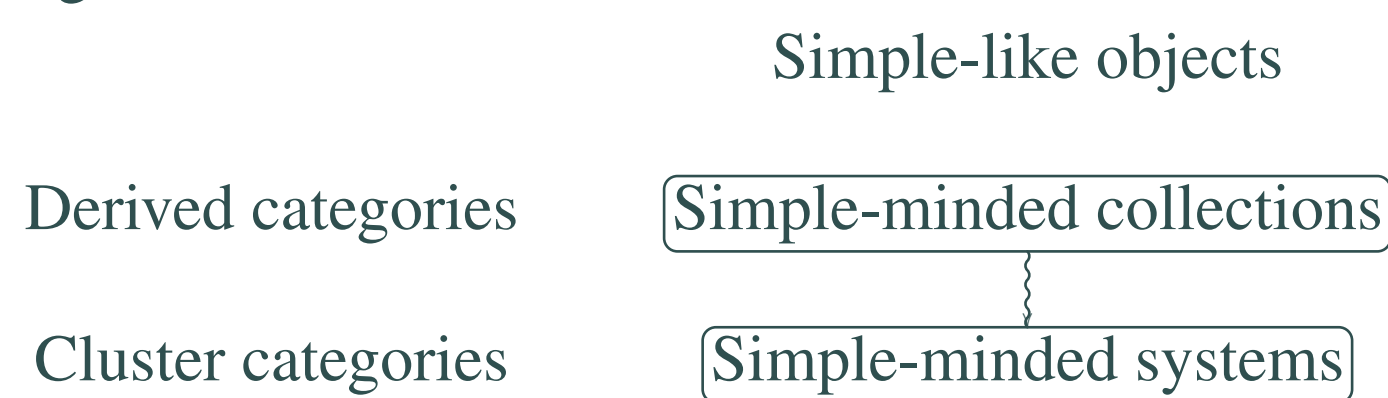 Simple-like objects
Derived categories Simple-minded collections
Cluster categories Simple-minded systems